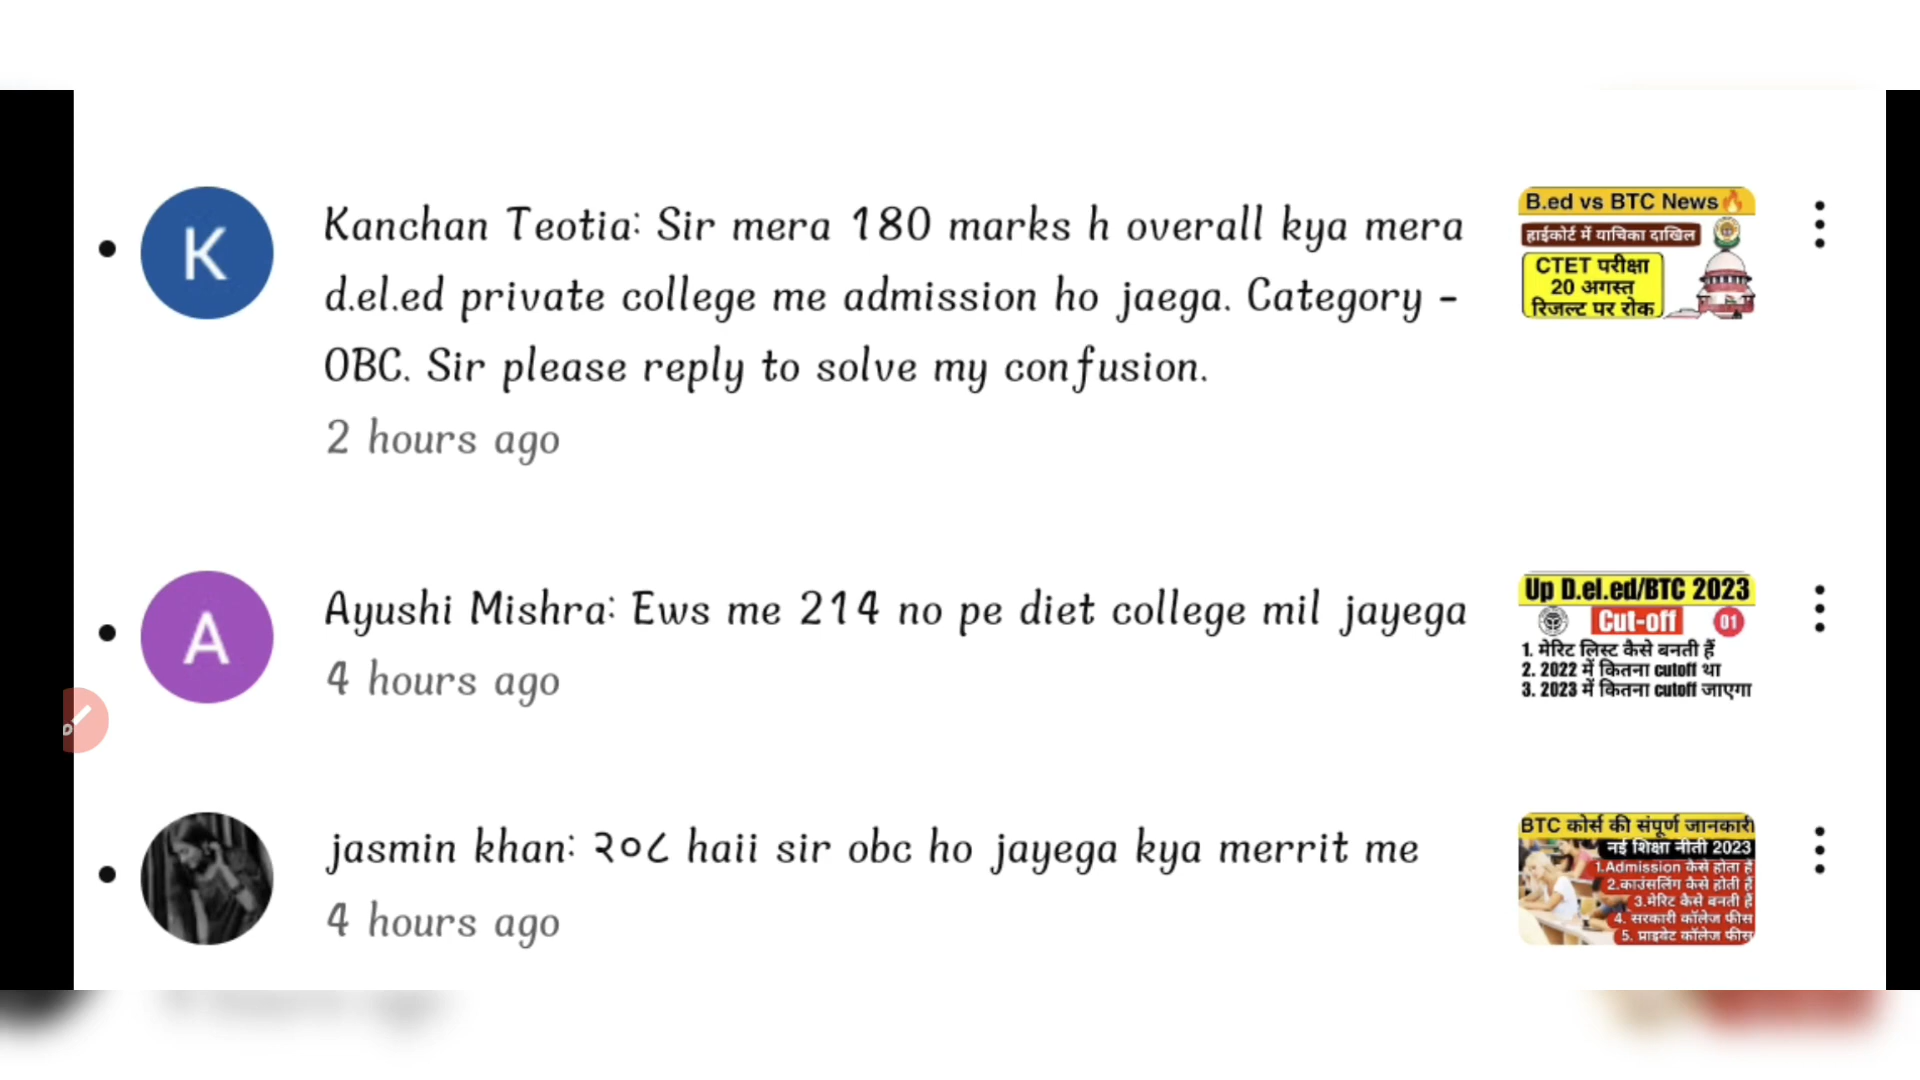 K
Kanchan Teotia: Sir mera 180 marks h overall kya mera
d.el.ed private college me admission ho jaega. Category -
OBC. Sir please reply to solve my confusion.
2 hours ago
B.ed vs BTC News🔥
हाईकोर्ट में याचिका दाखिल
CTET परीक्षा
20 अगस्त
रिजल्ट पर रोक
A
Ayushi Mishra: Ews me 214 no pe diet college mil jayega
4 hours ago
Up D.el.ed/BTC 2023
Cut-off 01
1. मेरिट लिस्ट कैसे बनती हैं
2. 2022 में कितना cutoff था
3. 2023 में कितना cutoff जाएगा
jasmin khan: २०८ haii sir obc ho jayega kya merrit me
4 hours ago
BTC कोर्स की संपूर्ण जानकारी
नई शिक्षा नीती 2023
1.Admission कैसे होता है
2.काउंसलिंग कैसे होती हैं
3.मेरिट कैसे बनती है
4. सरकारी कॉलेज फीस
5. प्राइवेट कॉलेज फीस